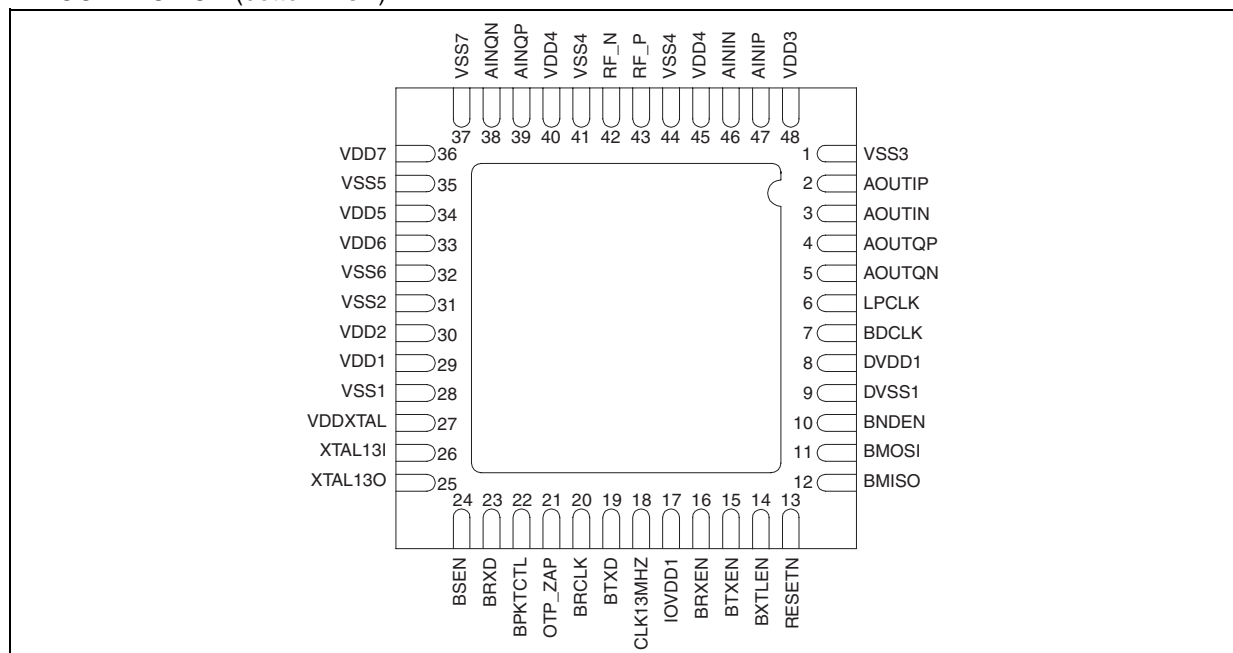 VSS7 AINQN AINQP VDD4 VSS4 RF_N RF_P VSS4 VDD4 AININ AINIP VDD3
37 38 39 40 41 42 43 44 45 46 47 48
VDD7 36
VSS5 35
VDD5 34
VDD6 33
VSS6 32
VSS2 31
VDD2 30
VDD1 29
VSS1 28
VDDXTAL 27
XTAL13I 26
XTAL13O 25
1 VSS3
2 AOUTIP
3 AOUTIN
4 AOUTQP
5 AOUTQN
6 LPCLK
7 BDCLK
8 DVDD1
9 DVSS1
10 BNDEN
11 BMOSI
12 BMISO
24 23 22 21 20 19 18 17 16 15 14 13
BSEN BRXD BPKTCTL OTP_ZAP BRCLK BTXD CLK13MHZ IOVDD1 BRXEN BTXEN BXTLEN RESETN